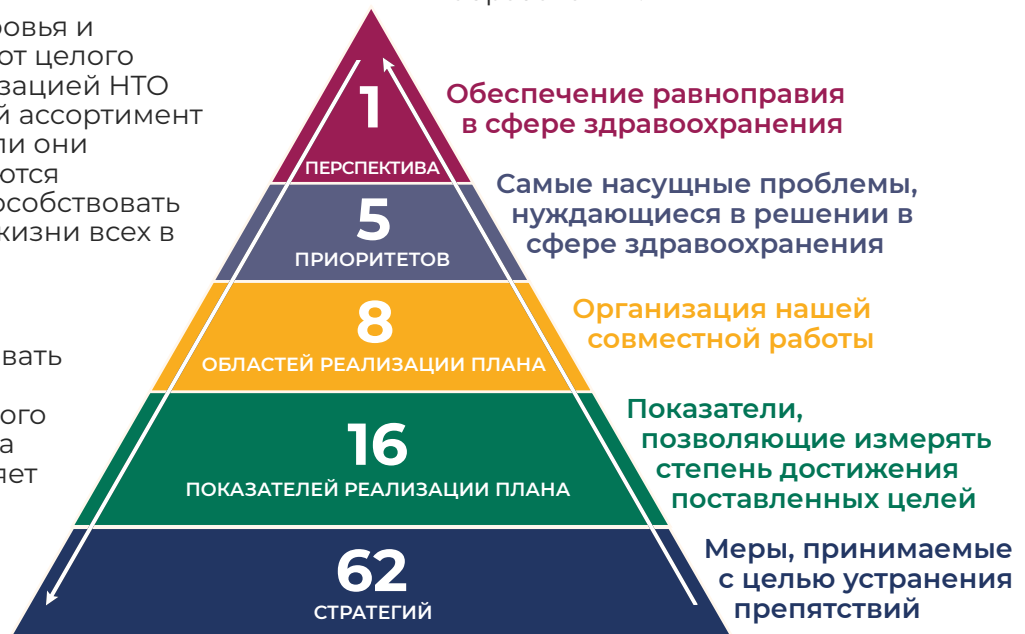 ровья и
от целого
зацией НТО
й ассортимент
ли они
ются
особствовать
жизни всех в
вать
ого
а
яет
1
ПЕРСПЕКТИВА
Обеспечение равноправия
в сфере здравоохранения
5
ПРИОРИТЕТОВ
Самые насущные проблемы,
нуждающиеся в решении в
сфере здравоохранения
8
ОБЛАСТЕЙ РЕАЛИЗАЦИИ ПЛАНА
Организация нашей
совместной работы
16
ПОКАЗАТЕЛЕЙ РЕАЛИЗАЦИИ ПЛАНА
Показатели,
позволяющие измерять
степень достижения
поставленных целей
62
СТРАТЕГИЙ
Меры, принимаемые
с целью устранения
препятствий